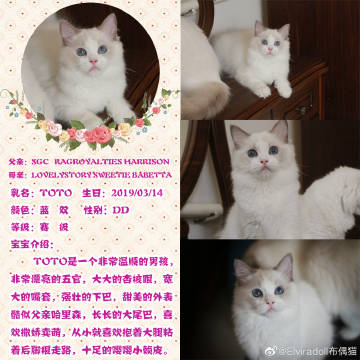 父亲: SGC RAGROYALTIES HARRISON
母亲: LOVELYSTORY SWEETIE BABETTA
乳名: TOTO 生日: 2019/03/14
颜色: 蓝 双 性别: DD
等级: 赛 级
宝宝介绍:
TOTO是一个非常温顺的男孩,
非常漂亮的五官, 大大的杏核眼, 宽
大的嘴套, 强壮的下巴, 甜美的外表
酷似父亲哈里森, 长长的大尾巴, 喜
欢撒娇卖萌, 从小就喜欢抱着大腿粘
着后脚跟走路, 十足的嘤嘤小顽皮。
@Elviradoll布偶猫